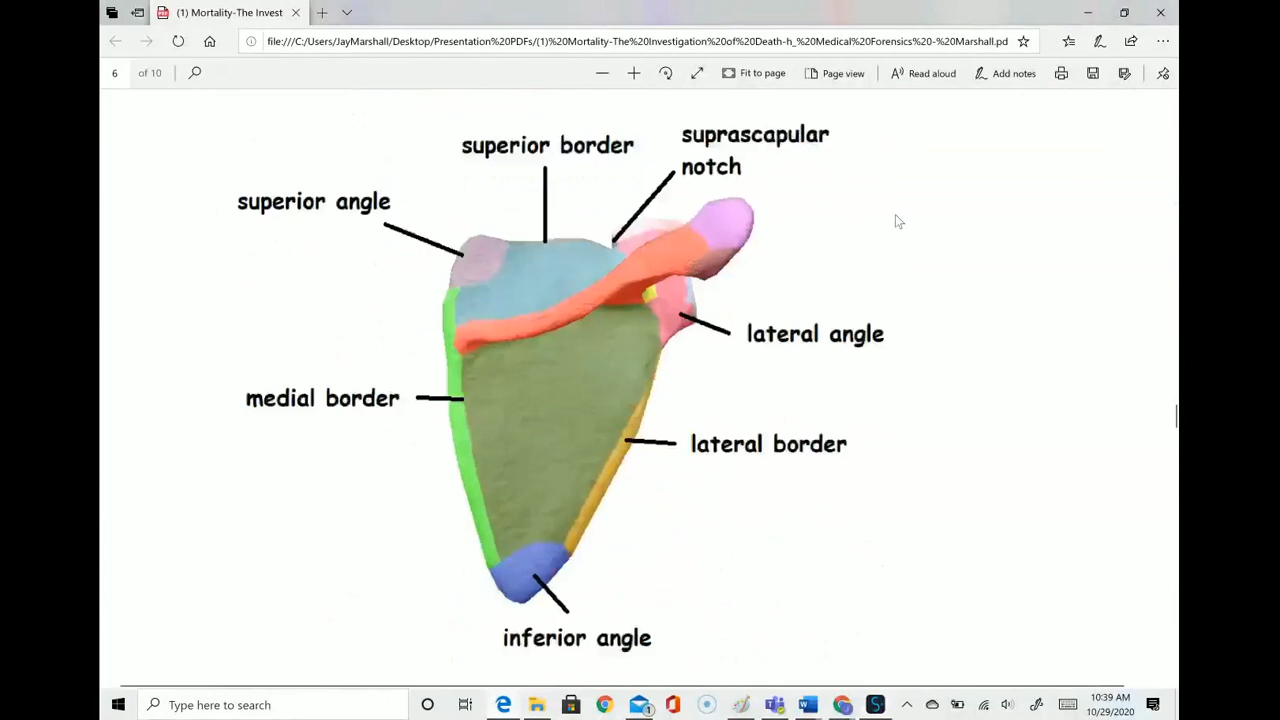 (1) Mortality-The Invest
file:///C:/Users/JayMarshall/Desktop/Presentation%20PDFs/(1)%20Mortality-The%20Investigation%20of%20Death-h_%20Medical%20Forensics%20-%20Marshall.pd
6 of 10
Fit to page
Page view
Read aloud
Add notes
suprascapular
notch
superior border
superior angle
lateral angle
medial border
lateral border
inferior angle
Type here to search
1
10:39 AM
10/29/2020